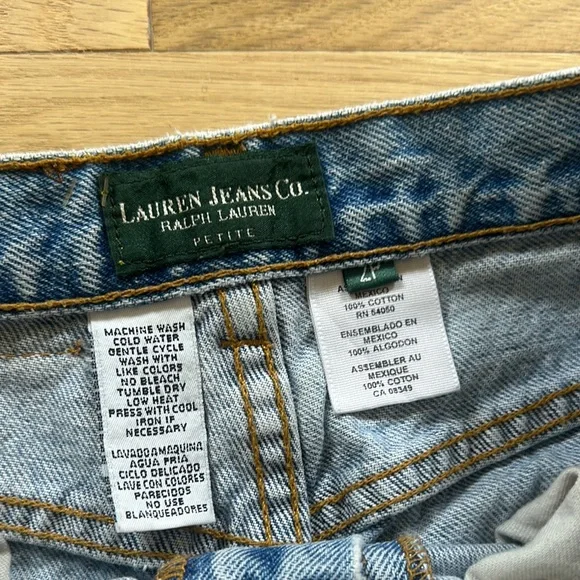 LAUREN JEANS CO.
RALPH LAUREN
PETITE
MACHINE WASH
COLD WATER
GENTLE CYCLE
WASH WITH
LIKE COLORS
NO BLEACH
TUMBLE DRY
LOW HEAT
PRESS WITH COOL
IRON IF
NECESSARY
LAVADO A MAQUINA
AGUA FRIA
CICLO DELICADO
LAVE CON COLORES
PARECIDOS
NO USE
BLANQUEADORES
MEXICO
100% COTTON
RN 54050
ENSEMBLADO EN
MEXICO
100% ALGODON
ASSEMBLER AU
MEXIQUE
100% COTON
CA 08349